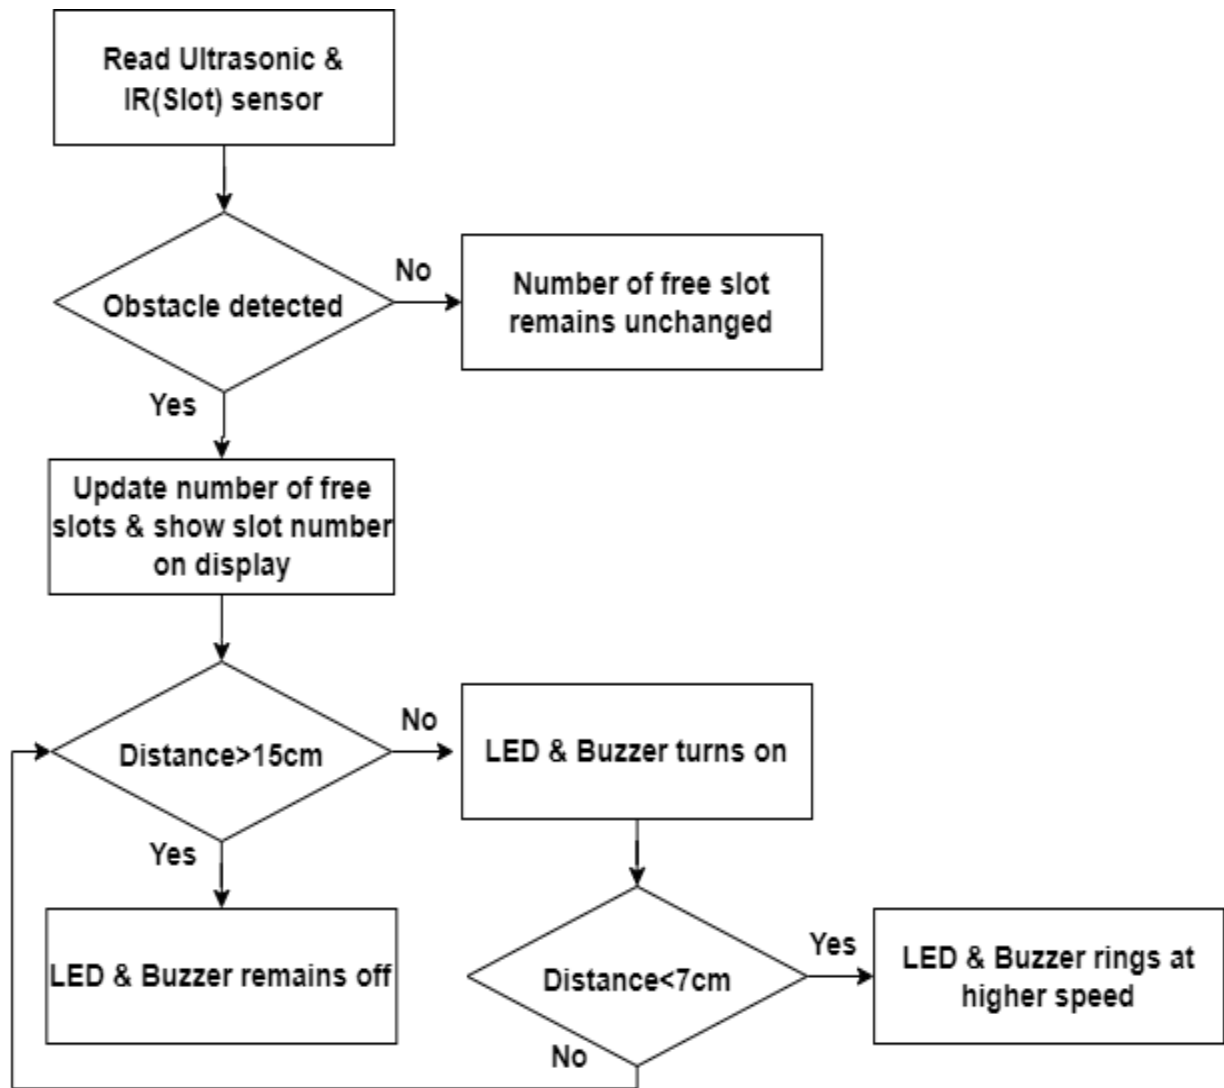 Read Ultrasonic &
IR(Slot) sensor
Obstacle detected
No
Number of free slot
remains unchanged
Yes
Update number of free
slots & show slot number
on display
Distance>15cm
No
LED & Buzzer turns on
Yes
LED & Buzzer remains off
Distance<7cm
Yes
LED & Buzzer rings at
higher speed
No